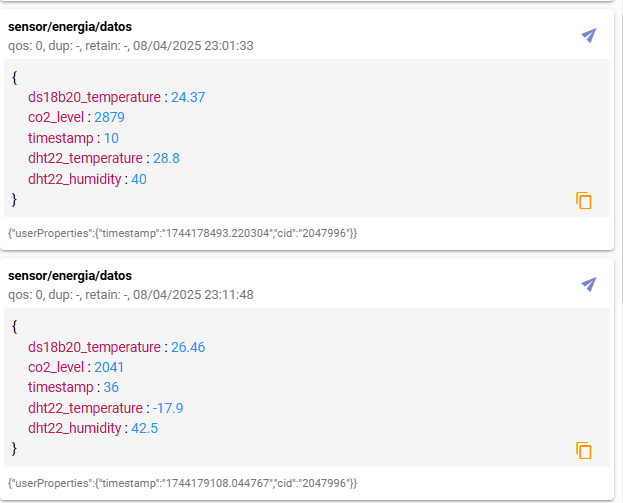 sensor/energia/datos
qos: 0, dup: -, retain: -, 08/04/2025 23:01:33
{
ds18b20_temperature : 24.37
co2_level : 2879
timestamp : 10
dht22_temperature : 28.8
dht22_humidity : 40
}
{"userProperties":{"timestamp":"1744178493.220304","cid":"2047996"}}
sensor/energia/datos
qos: 0, dup: -, retain: -, 08/04/2025 23:11:48
{
ds18b20_temperature : 26.46
co2_level : 2041
timestamp : 36
dht22_temperature : -17.9
dht22_humidity : 42.5
}
{"userProperties":{"timestamp":"1744179108.044767","cid":"2047996"}}